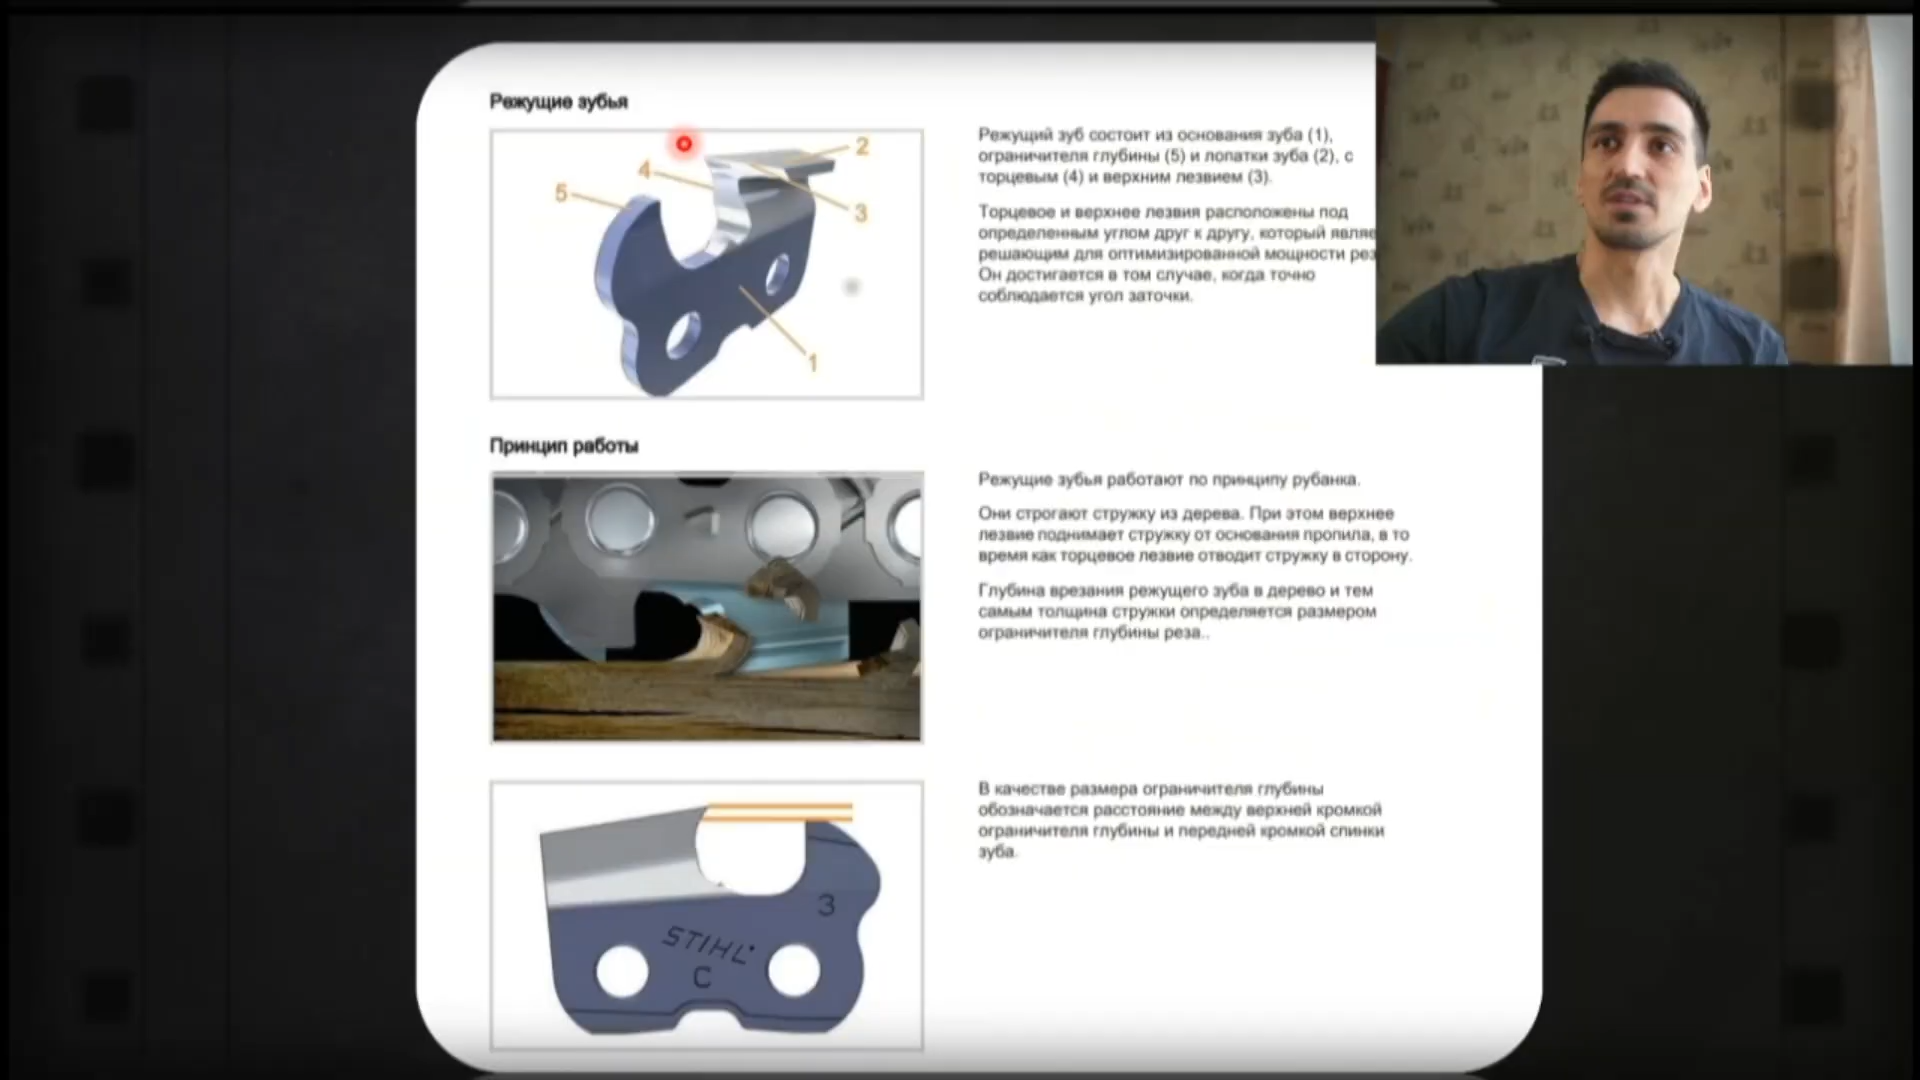 Режущие зубья
2
4
5
3
1
Режущий зуб состоит из основания зуба (1),
ограничителя глубины (5) и лопатки зуба (2), с
торцевым (4) и верхним лезвием (3).
Торцевое и верхнее лезвия расположены под
определенным углом друг к другу, который являе
решающим для оптимизированной мощности рез
Он достигается в том случае, когда точно
соблюдается угол заточки.
Принцип работы
Режущие зубья работают по принципу рубанка.
Они строгают стружку из дерева. При этом верхнее
лезвие поднимает стружку от основания пропила, в то
время как торцевое лезвие отводит стружку в сторону.
Глубина врезания режущего зуба в дерево и тем
самым толщина стружки определяется размером
ограничителя глубины реза..
3
STIHL
C
В качестве размера ограничителя глубины
обозначается расстояние между верхней кромкой
ограничителя глубины и передней кромкой спинки
зуба.